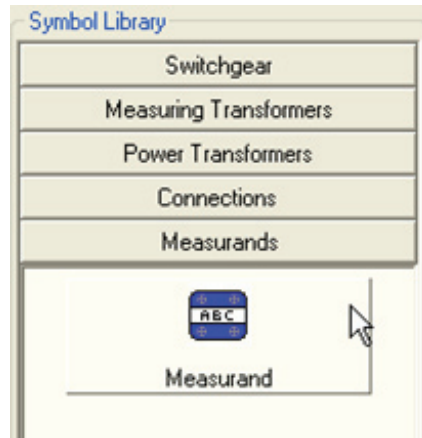 Symbol Library
Switchgear
Measuring Transformers
Power Transformers
Connections
Measurands
ABC
Measurand